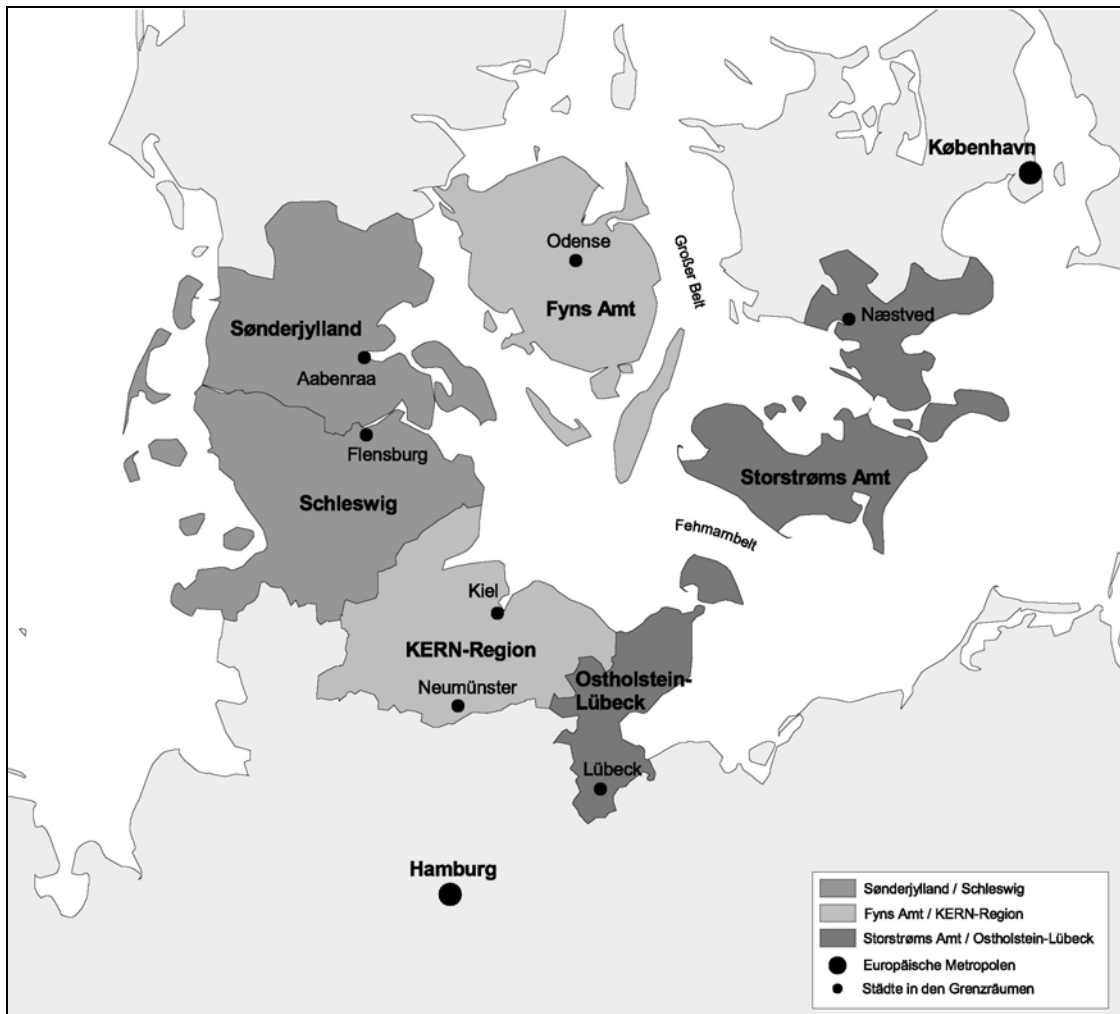 København
Odense
Großer Belt
Fyns Amt
Næstved
Sønderjylland
Aabenraa
Flensburg
Storstrøms Amt
Schleswig
Fehmarnbelt
Kiel
KERN-Region
Ostholstein-
Lübeck
Neumünster
Lübeck
Hamburg
Sønderjylland / Schleswig
Fyns Amt / KERN-Region
Storstrøms Amt / Ostholstein-Lübeck
Europäische Metropolen
Städte in den Grenzräumen